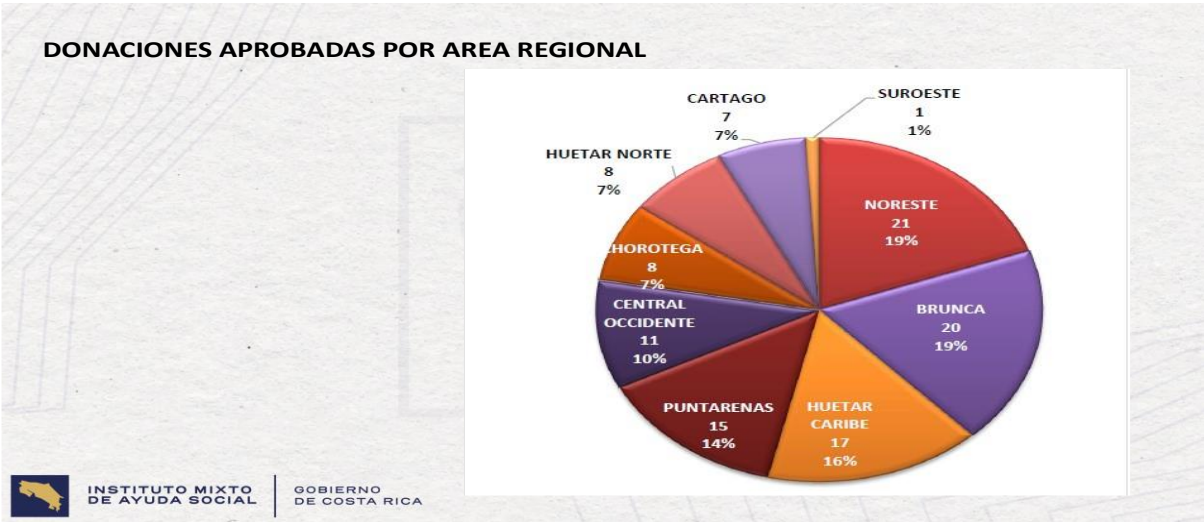 DONACIONES APROBADAS POR AREA REGIONAL
SUROESTE
1
1%
CARTAGO
7
7%
HUETAR NORTE
8
7%
NORESTE
21
19%
CHOROTEGA
8
7%
BRUNCA
20
19%
CENTRAL
OCCIDENTE
11
10%
PUNTARENAS
15
14%
HUETAR
CARIBE
17
16%
INSTITUTO MIXTO
DE AYUDA SOCIAL
GOBIERNO
DE COSTA RICA